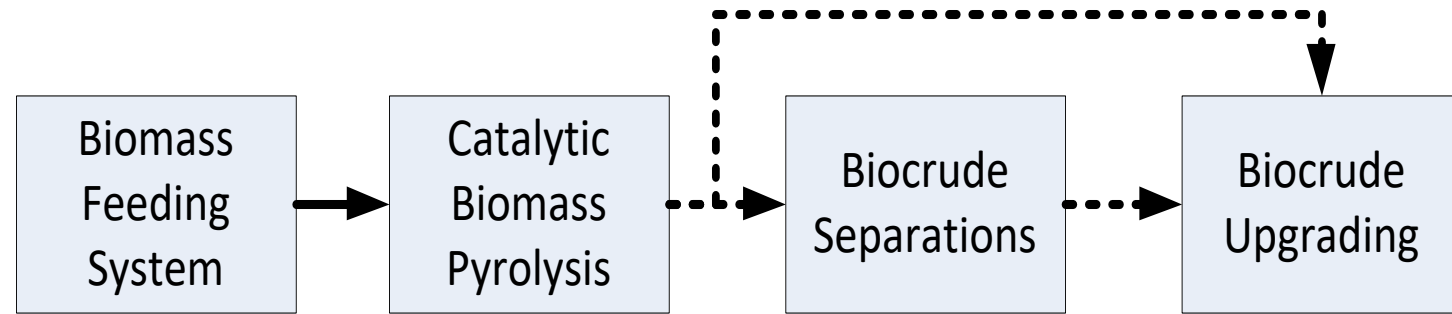 Biomass
Feeding
System
Catalytic
Biomass
Pyrolysis
Biocrude
Separations
Biocrude
Upgrading